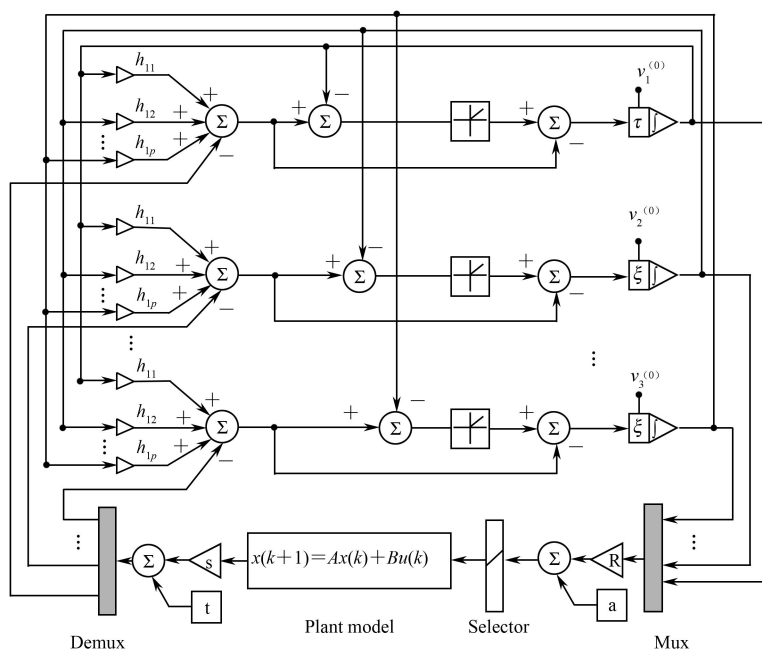 h₁₁
v₁⁽⁰⁾
+ −
h₁₂ + Σ + Σ + Σ τ ∫
⋮ +
h₁ₚ − −
h₁₁
v₂⁽⁰⁾
+ −
h₁₂ + Σ + Σ + Σ ξ ∫
⋮ +
h₁ₚ − −
⋮ ⋮
h₁₁
v₃⁽⁰⁾
+ −
h₁₂ + Σ + Σ + Σ ξ ∫
⋮ +
h₁ₚ − −
⋮ Σ s x(k+1)=Ax(k)+Bu(k) Σ R ⋮
t a
Demux Plant model Selector Mux